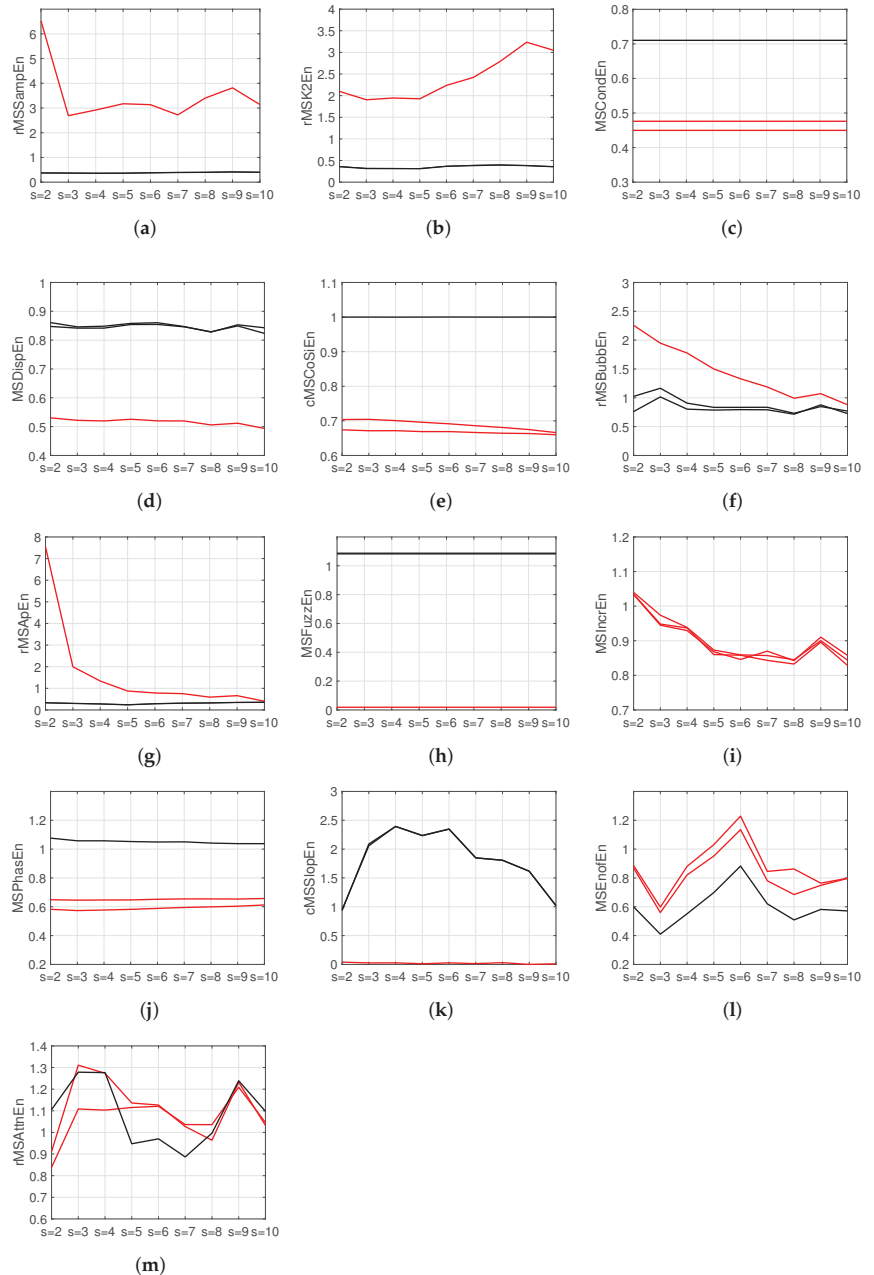 rMSSampEn
6
5
4
3
2
1
0
s=2 s=3 s=4 s=5 s=6 s=7 s=8 s=9 s=10
(a)
rMSK2En
4
3.5
3
2.5
2
1.5
1
0.5
0
s=2 s=3 s=4 s=5 s=6 s=7 s=8 s=9 s=10
(b)
MSCondEn
0.8
0.7
0.6
0.5
0.4
0.3
s=2 s=3 s=4 s=5 s=6 s=7 s=8 s=9 s=10
(c)
MSDispEn
1
0.9
0.8
0.7
0.6
0.5
0.4
s=2 s=3 s=4 s=5 s=6 s=7 s=8 s=9 s=10
(d)
cMSCoSiEn
1.1
1
0.9
0.8
0.7
0.6
s=2 s=3 s=4 s=5 s=6 s=7 s=8 s=9 s=10
(e)
rMSBubbEn
3
2.5
2
1.5
1
0.5
0
s=2 s=3 s=4 s=5 s=6 s=7 s=8 s=9 s=10
(f)
rMSApEn
8
7
6
5
4
3
2
1
0
s=2 s=3 s=4 s=5 s=6 s=7 s=8 s=9 s=10
(g)
MSFuzzEn
1
0.8
0.6
0.4
0.2
0
s=2 s=3 s=4 s=5 s=6 s=7 s=8 s=9 s=10
(h)
MSIncrEn
1.2
1.1
1
0.9
0.8
0.7
s=2 s=3 s=4 s=5 s=6 s=7 s=8 s=9 s=10
(i)
MSPhasEn
1.2
1
0.8
0.6
0.4
0.2
s=2 s=3 s=4 s=5 s=6 s=7 s=8 s=9 s=10
(j)
cMSSlopEn
3
2.5
2
1.5
1
0.5
0
s=2 s=3 s=4 s=5 s=6 s=7 s=8 s=9 s=10
(k)
MSEnofEn
1.2
1
0.8
0.6
0.4
0.2
s=2 s=3 s=4 s=5 s=6 s=7 s=8 s=9 s=10
(l)
rMSAttnEn
1.4
1.3
1.2
1.1
1
0.9
0.8
0.7
0.6
s=2 s=3 s=4 s=5 s=6 s=7 s=8 s=9 s=10
(m)